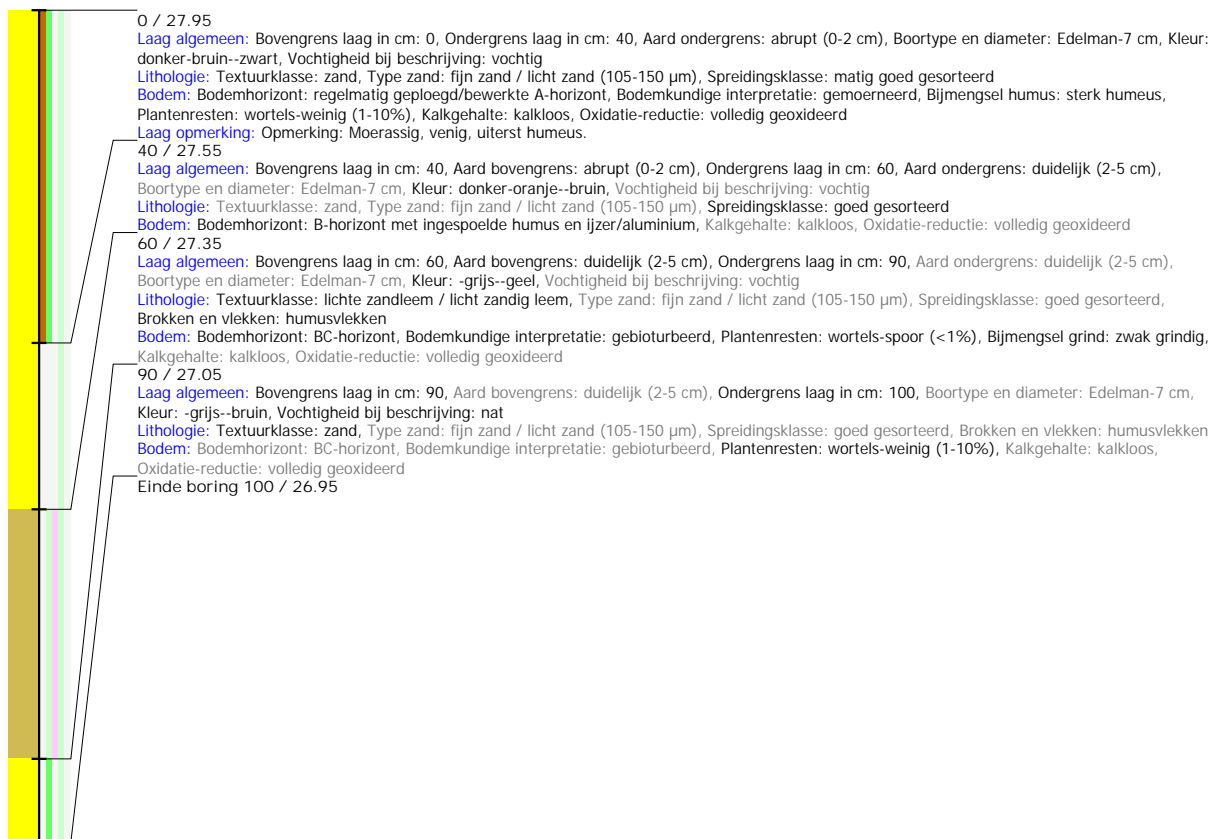 0 / 27.95
Laag algemeen: Bovengrens laag in cm: 0, Ondergrens laag in cm: 40, Aard ondergrens: abrupt (0-2 cm), Boortype en diameter: Edelman-7 cm, Kleur:
donker-bruin--zwart, Vochtigheid bij beschrijving: vochtig
Lithologie: Textuurklasse: zand, Type zand: fijn zand / licht zand (105-150 µm), Spreidingsklasse: matig goed gesorteerd
Bodem: Bodemhorizont: regelmatig geploegd/bewerkte A-horizont, Bodemkundige interpretatie: gemoerneerd, Bijmengsel humus: sterk humeus,
Plantenresten: wortels-weinig (1-10%), Kalkgehalte: kalkloos, Oxidatie-reductie: volledig geoxideerd
Laag opmerking: Opmerking: Moerassig, venig, uiterst humeus.
40 / 27.55
Laag algemeen: Bovengrens laag in cm: 40, Aard bovengrens: abrupt (0-2 cm), Ondergrens laag in cm: 60, Aard ondergrens: duidelijk (2-5 cm),
Boortype en diameter: Edelman-7 cm, Kleur: donker-oranje--bruin, Vochtigheid bij beschrijving: vochtig
Lithologie: Textuurklasse: zand, Type zand: fijn zand / licht zand (105-150 µm), Spreidingsklasse: goed gesorteerd
Bodem: Bodemhorizont: B-horizont met ingespoelde humus en ijzer/aluminium, Kalkgehalte: kalkloos, Oxidatie-reductie: volledig geoxideerd
60 / 27.35
Laag algemeen: Bovengrens laag in cm: 60, Aard bovengrens: duidelijk (2-5 cm), Ondergrens laag in cm: 90, Aard ondergrens: duidelijk (2-5 cm),
Boortype en diameter: Edelman-7 cm, Kleur: -grijs--geel, Vochtigheid bij beschrijving: vochtig
Lithologie: Textuurklasse: lichte zandleem / licht zandig leem, Type zand: fijn zand / licht zand (105-150 µm), Spreidingsklasse: goed gesorteerd,
Brokken en vlekken: humusvlekken
Bodem: Bodemhorizont: BC-horizont, Bodemkundige interpretatie: gebioturbeerd, Plantenresten: wortels-spoor (<1%), Bijmengsel grind: zwak grindig,
Kalkgehalte: kalkloos, Oxidatie-reductie: volledig geoxideerd
90 / 27.05
Laag algemeen: Bovengrens laag in cm: 90, Aard bovengrens: duidelijk (2-5 cm), Ondergrens laag in cm: 100, Boortype en diameter: Edelman-7 cm,
Kleur: -grijs--bruin, Vochtigheid bij beschrijving: nat
Lithologie: Textuurklasse: zand, Type zand: fijn zand / licht zand (105-150 µm), Spreidingsklasse: goed gesorteerd, Brokken en vlekken: humusvlekken
Bodem: Bodemhorizont: BC-horizont, Bodemkundige interpretatie: gebioturbeerd, Plantenresten: wortels-weinig (1-10%), Kalkgehalte: kalkloos,
Oxidatie-reductie: volledig geoxideerd
Einde boring 100 / 26.95